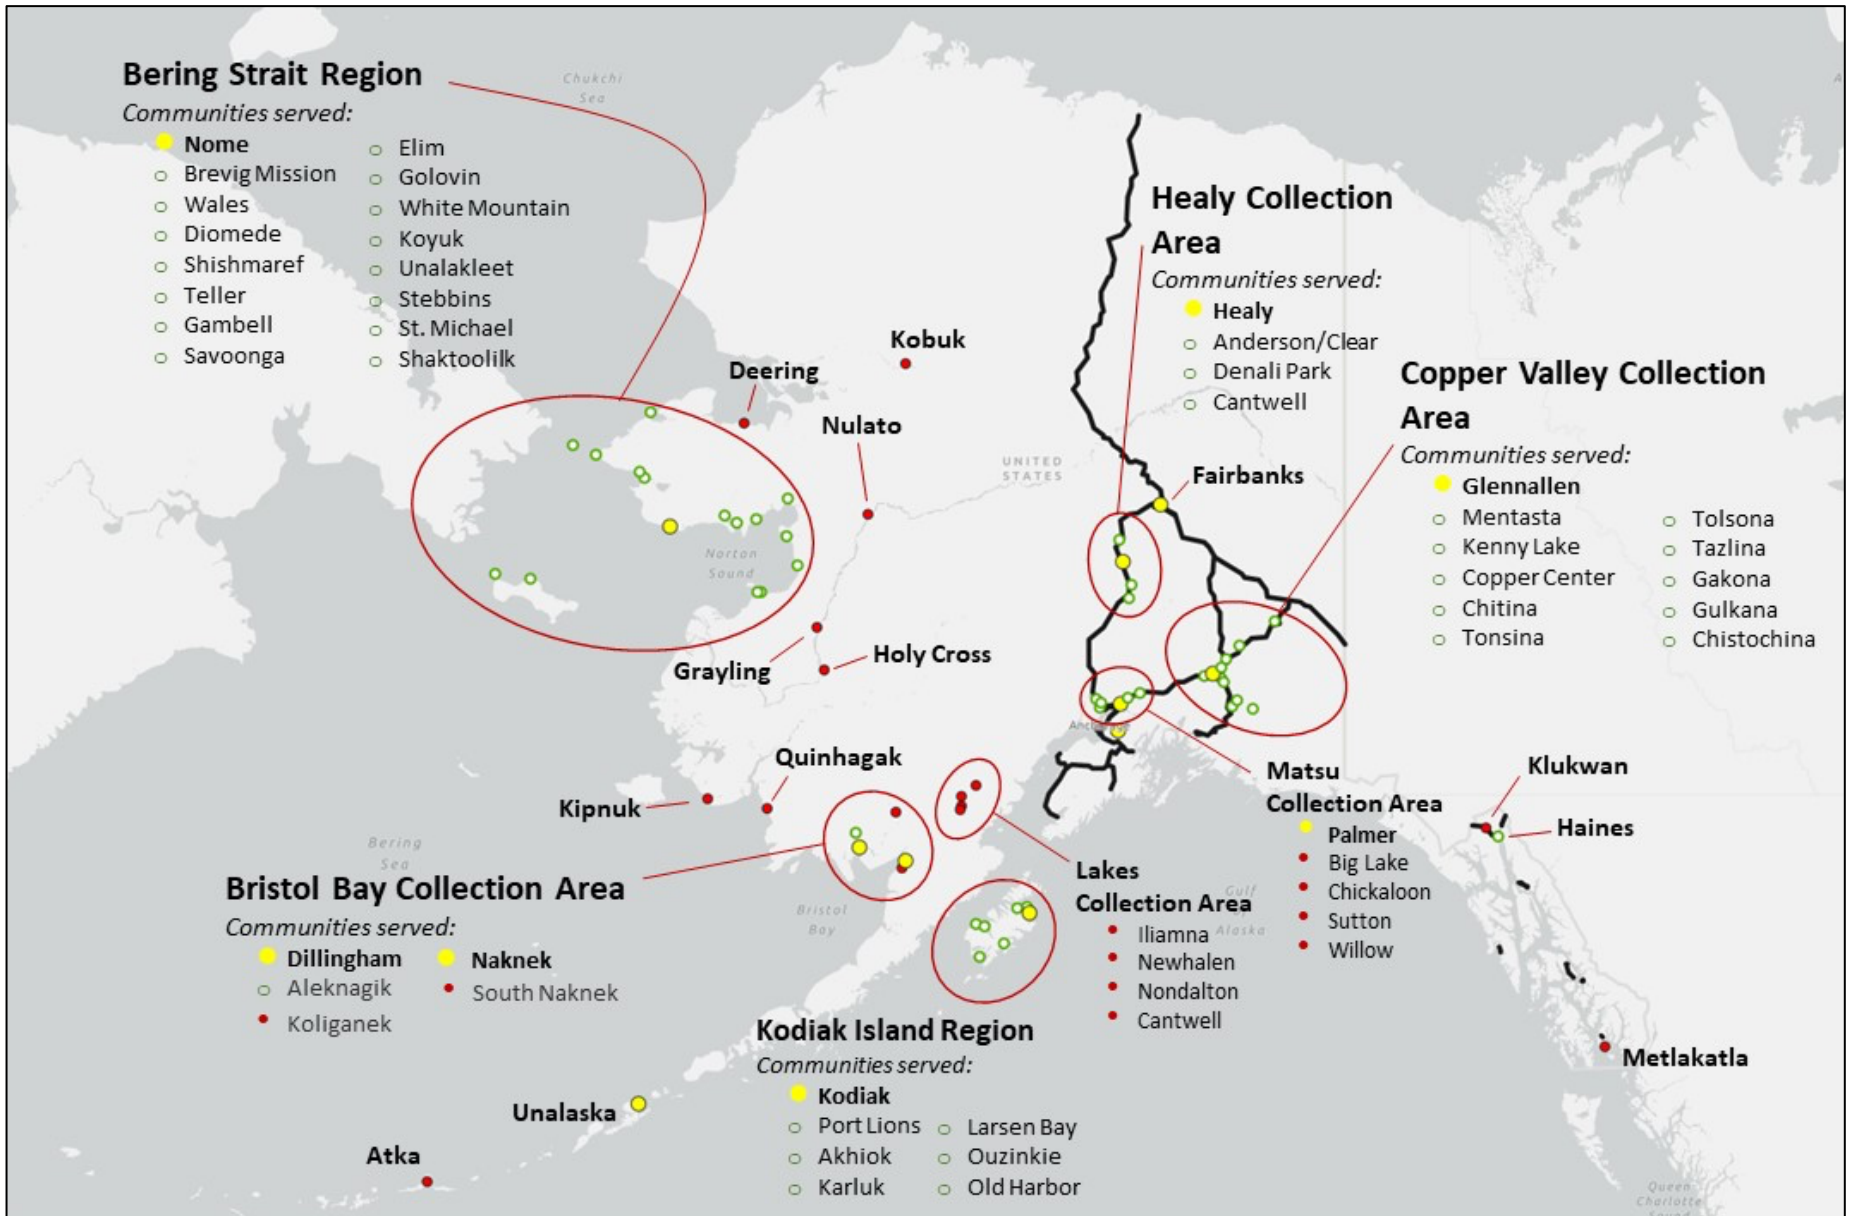 Bering Strait Region
Communities served:
Nome
Brevig Mission
Wales
Diomede
Shishmaref
Teller
Gambell
Savoonga
Elim
Golovin
White Mountain
Koyuk
Unalakleet
Stebbins
St. Michael
Shaktoolilk
Chukchi
Sea
Healy Collection
Area
Communities served:
Healy
Anderson/Clear
Denali Park
Cantwell
Copper Valley Collection
Area
Communities served:
Glennallen
Mentasta
Kenny Lake
Copper Center
Chitina
Tonsina
Tolsona
Tazlina
Gakona
Gulkana
Chistochina
Kobuk
Deering
Nulato
UNITED
STATES
Fairbanks
Norton
Sound
Grayling
Holy Cross
Quinhagak
Kipnuk
Bering
Sea
Bristol Bay Collection Area
Communities served:
Dillingham
Aleknagik
Koliganek
Naknek
South Naknek
Bristol
Bay
Lakes
Collection Area
Iliamna
Newhalen
Nondalton
Cantwell
Matsu
Collection Area
Palmer
Big Lake
Chickaloon
Sutton
Willow
Gulf
Alaska
Klukwan
Haines
Metlakatla
Kodiak Island Region
Communities served:
Kodiak
Port Lions
Akhiok
Karluk
Larsen Bay
Ouzinkie
Old Harbor
Unalaska
Atka
Queen
Charlotte